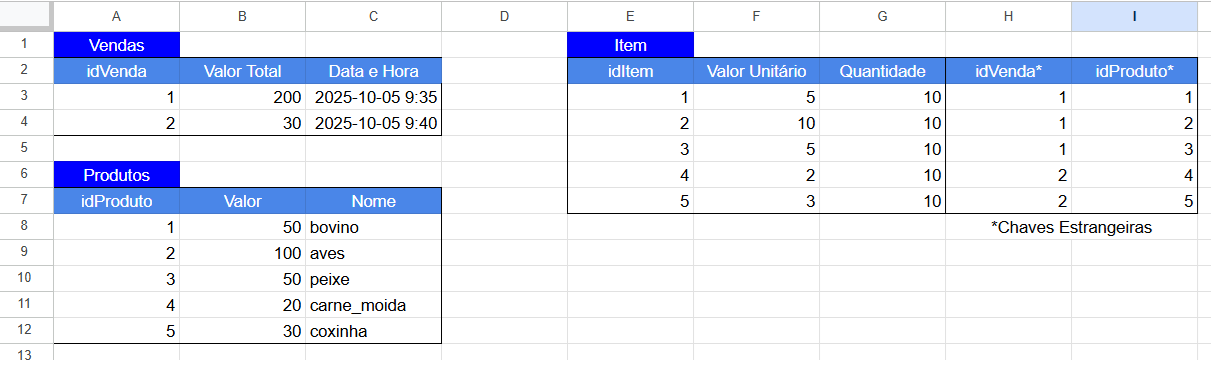 A B C D E F G H I
1 Vendas Item
2 idVenda Valor Total Data e Hora idItem Valor Unitário Quantidade idVenda* idProduto*
3 1 200 2025-10-05 9:35 1 5 10 1 1
4 2 30 2025-10-05 9:40 2 10 10 1 2
5 3 5 10 1 3
6 Produtos 4 2 10 2 4
7 idProduto Valor Nome 5 3 10 2 5
8 1 50 bovino *Chaves Estrangeiras
9 2 100 aves
10 3 50 peixe
11 4 20 carne_moida
12 5 30 coxinha
13